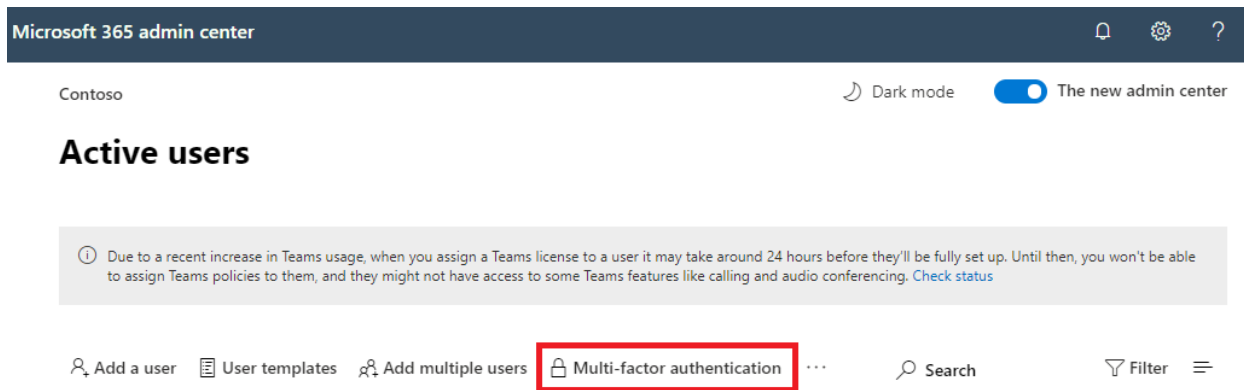 Microsoft 365 admin center
Contoso
Dark mode
The new admin center
Active users
Due to a recent increase in Teams usage, when you assign a Teams license to a user it may take around 24 hours before they'll be fully set up. Until then, you won't be able
to assign Teams policies to them, and they might not have access to some Teams features like calling and audio conferencing. Check status
Add a user User templates Add multiple users Multi-factor authentication ··· Search Filter